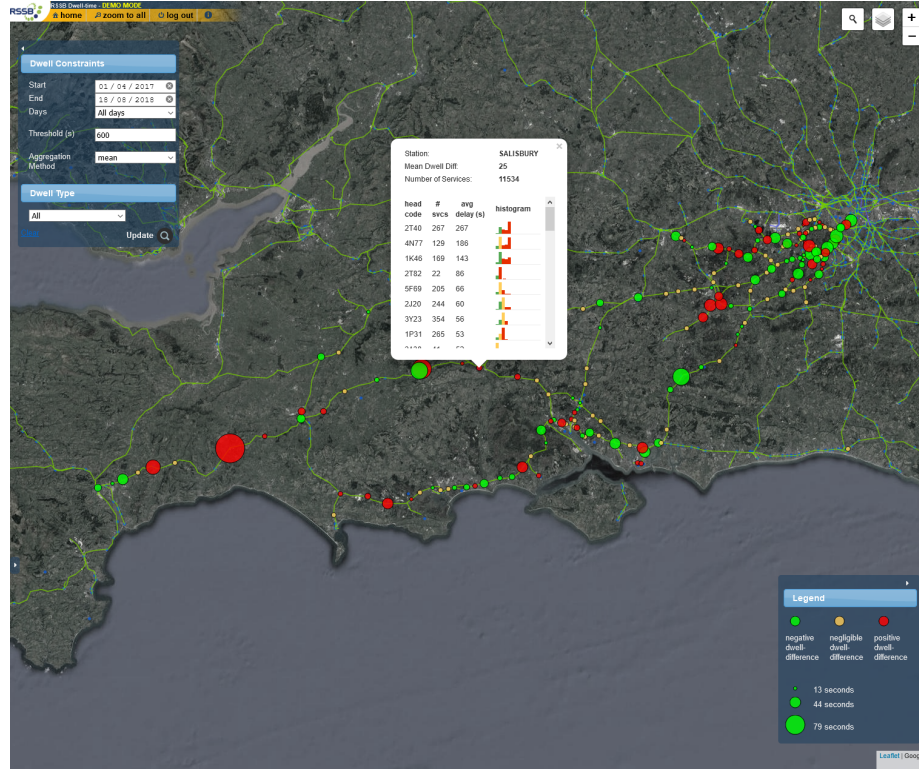 RSSB
RSSB Dwell-time - DEMO MODE
home zoom to all log out
Dwell Constraints
Start 01 / 04 / 2017
End 18 / 08 / 2018
Days All days
Threshold (s) 600
Aggregation Method mean
Dwell Type
All
Update
Station: SALISBURY
Mean Dwell Diff: 25
Number of Services: 11534
head code # svcs avg delay (s) histogram
2T40 267 267
4N77 129 186
1K46 169 143
2T82 22 86
5F69 205 66
2J20 244 60
3Y23 354 56
1P31 265 53
+
−
Legend
negative dwell-difference
negligible dwell-difference
positive dwell-difference
13 seconds
44 seconds
79 seconds
Leaflet | Goog